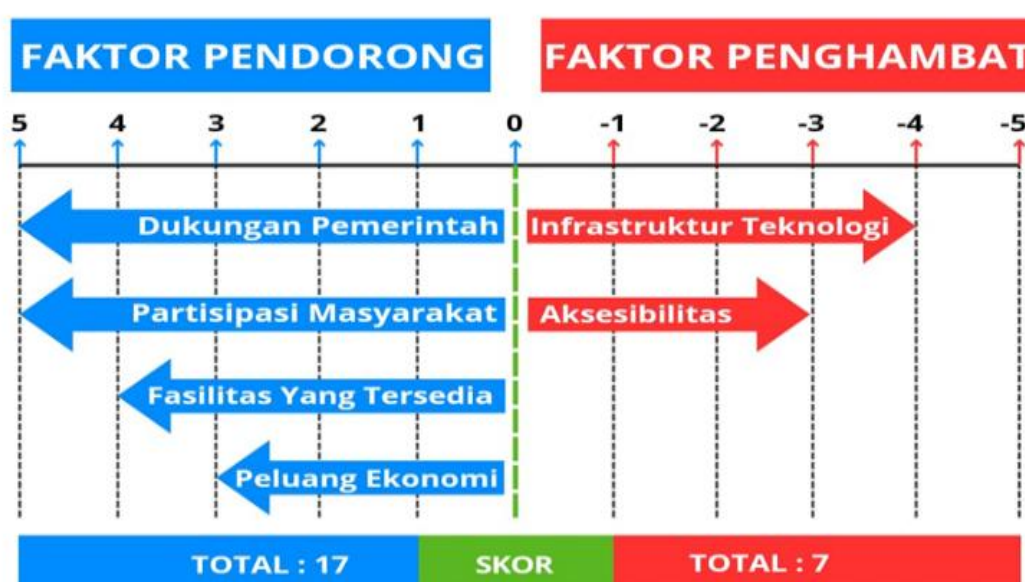 FAKTOR PENDORONG
FAKTOR PENGHAMBAT
5 4 3 2 1 0 -1 -2 -3 -4 -5
Dukungan Pemerintah
Infrastruktur Teknologi
Partisipasi Masyarakat
Aksesibilitas
Fasilitas Yang Tersedia
Peluang Ekonomi
TOTAL : 17
SKOR
TOTAL : 7